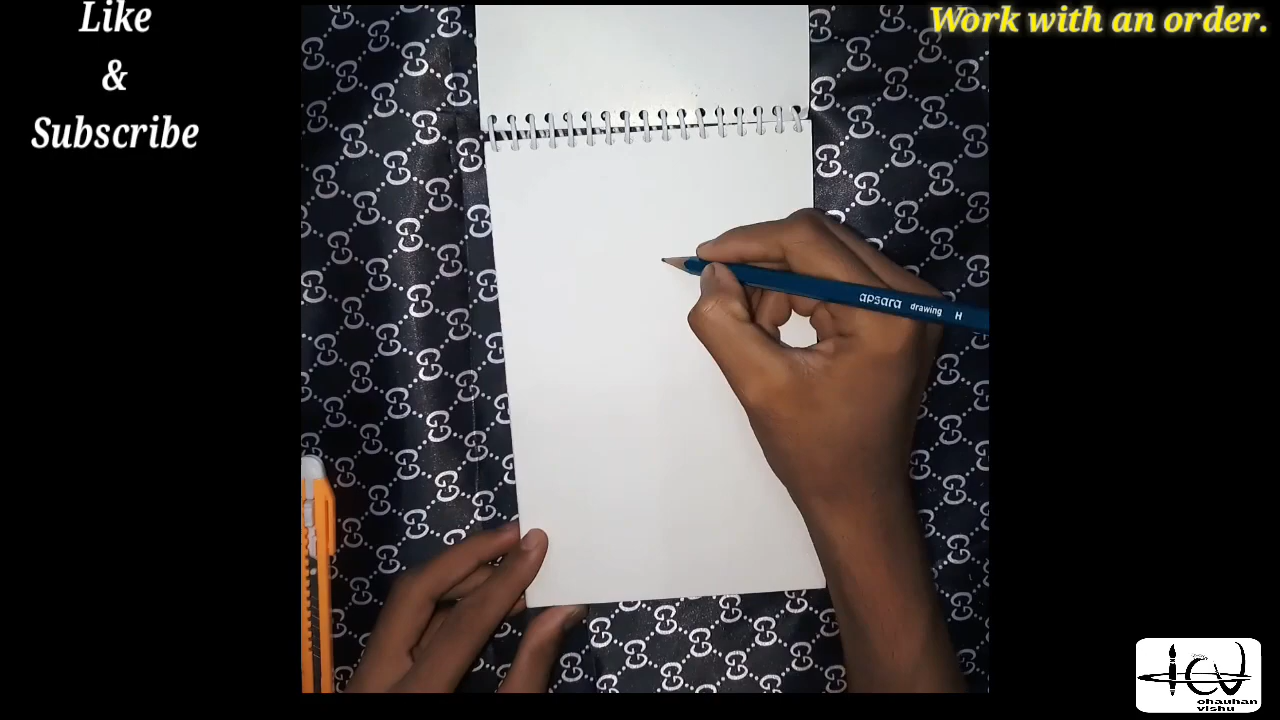 Like
&
Subscribe
Work with an order.
apsara drawing H
chauhan
vishu